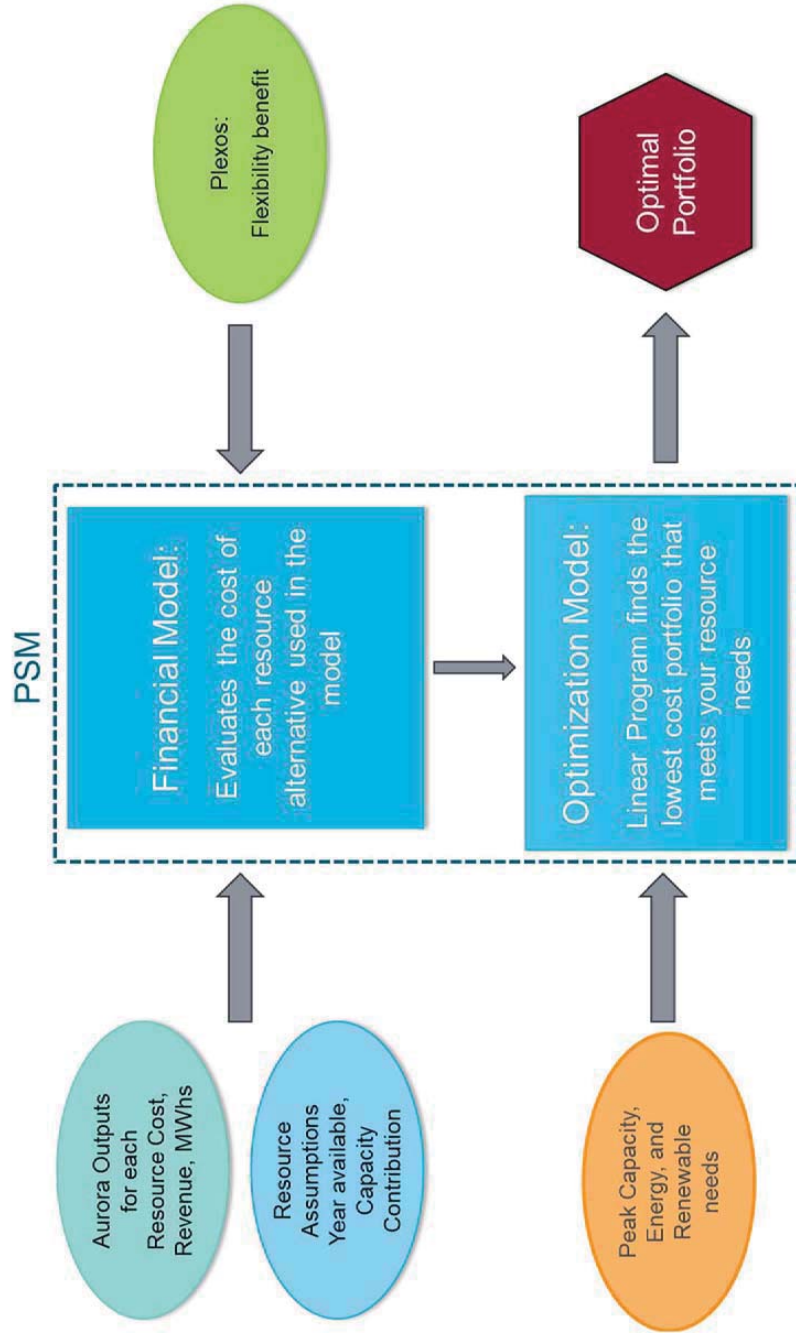 PSM
Aurora Outputs
for each
Resource Cost,
Revenue, MWhs
Resource
Assumptions
Year available,
Capacity
Contribution
Financial Model:
Evaluates the cost of
each resource
alternative used in the
model
Plexos:
Flexibility benefit
Peak Capacity,
Energy, and
Renewable
needs
Optimization Model:
Linear Program finds the
lowest cost portfolio that
meets your resource
needs
Optimal
Portfolio